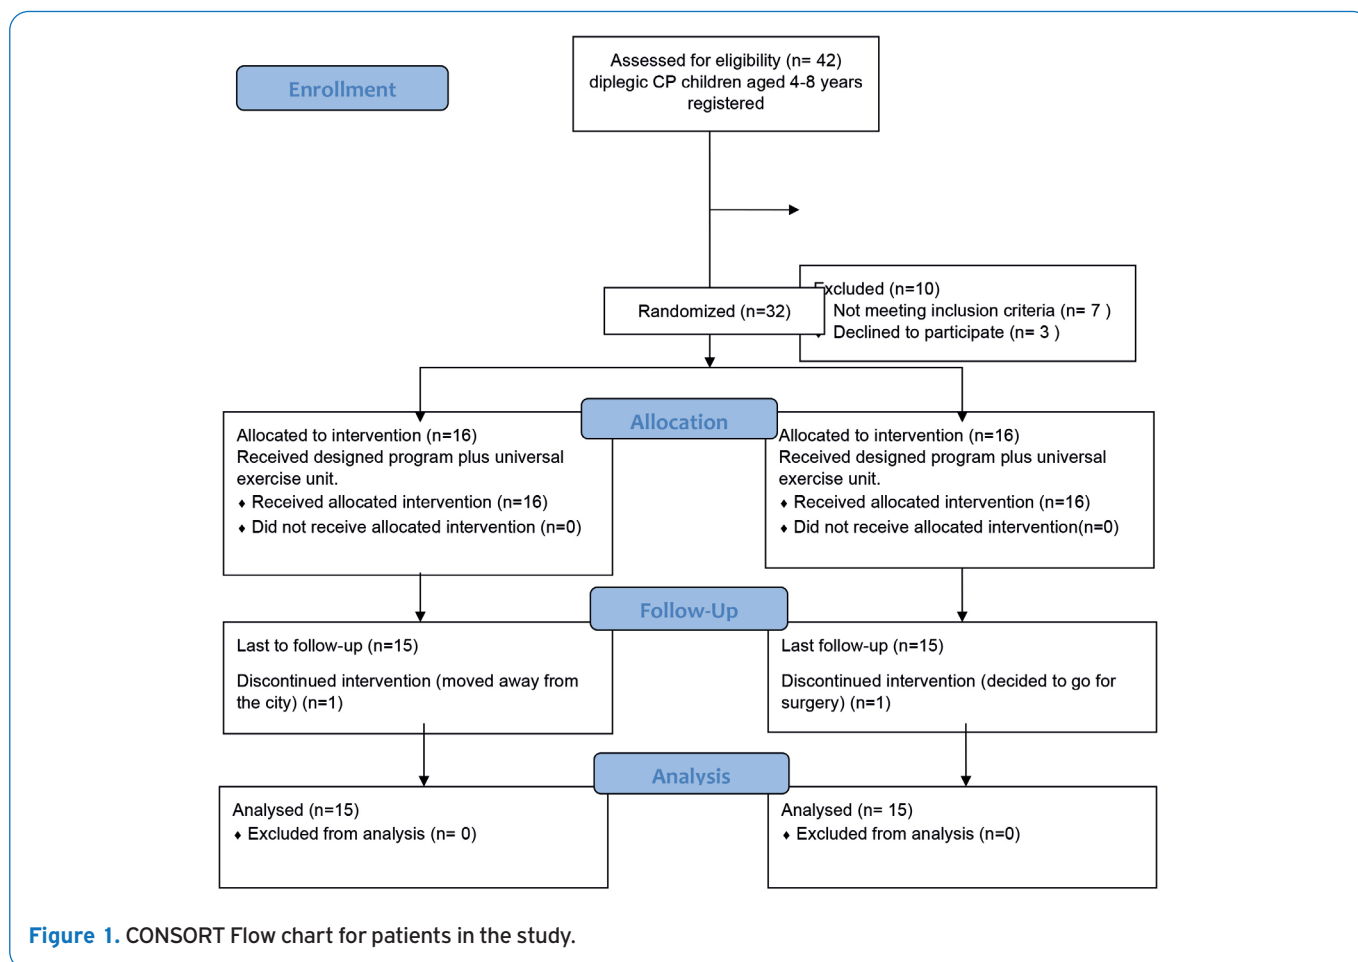 Assessed for eligibility (n= 42)
diplegic CP children aged 4-8 years
registered
Enrollment
Excluded (n=10)
Not meeting inclusion criteria (n= 7 )
♦ Declined to participate (n= 3 )
Randomized (n=32)
Allocation
Allocated to intervention (n=16)
Received designed program plus universal
exercise unit.
♦ Received allocated intervention (n=16)
♦ Did not receive allocated intervention (n=0)
Allocated to intervention (n=16)
Received designed program plus universal
exercise unit.
♦ Received allocated intervention (n=16)
♦ Did not receive allocated intervention(n=0)
Follow-Up
Last to follow-up (n=15)
Discontinued intervention (moved away from
the city) (n=1)
Last follow-up (n=15)
Discontinued intervention (decided to go for
surgery) (n=1)
Analysis
Analysed (n=15)
♦ Excluded from analysis (n= 0)
Analysed (n= 15)
♦ Excluded from analysis (n=0)
Figure 1. CONSORT Flow chart for patients in the study.